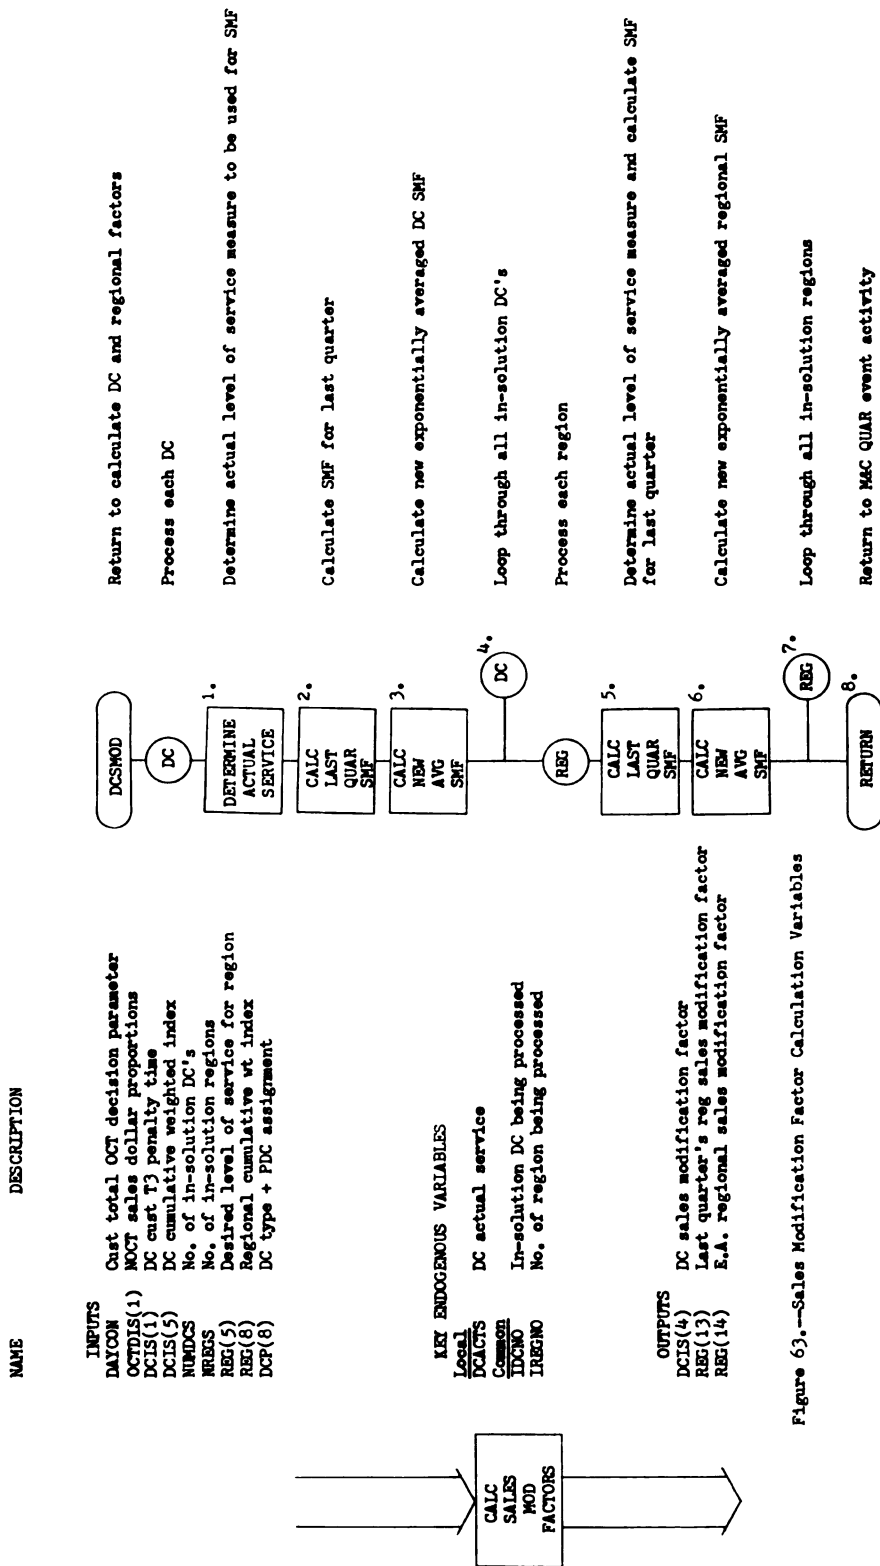 NAME DESCRIPTION
INPUTS
DAYCON Cust total OCT decision parameter
OCTDIS(1) NOCT sales dollar proportions
DCIS(1) DC cust T3 penalty time
DCIS(5) DC cumulative weighted index
NUMDCS No. of in-solution DC's
NREGS No. of in-solution regions
REG(5) Desired level of service for region
REG(8) Regional cumulative wt index
DCP(8) DC type + PDC assignment
CALC
SALES
MOD
FACTORS
KEY ENDOGENOUS VARIABLES
Local
DCACTS DC actual service
Common
IDCNO In-solution DC being processed
IREGNO No. of region being processed
OUTPUTS
DCIS(4) DC sales modification factor
REG(13) Last quarter's reg sales modification factor
REG(14) E.A. regional sales modification factor
Figure 63.--Sales Modification Factor Calculation Variables
DCSMOD
Return to calculate DC and regional factors
DC
Process each DC
1.
DETERMINE
ACTUAL
SERVICE
Determine actual level of service measure to be used for SMF
2.
CALC
LAST
QUAR
SMF
Calculate SMF for last quarter
3.
CALC
NEW
AVG
SMF
Calculate new exponentially averaged DC SMF
4.
DC
Loop through all in-solution DC's
REG
Process each region
5.
CALC
LAST
QUAR
SMF
Determine actual level of service measure and calculate SMF
for last quarter
6.
CALC
NEW
AVG
SMF
Calculate new exponentially averaged regional SMF
7.
REG
Loop through all in-solution regions
8.
RETURN
Return to M&C QUAR event activity